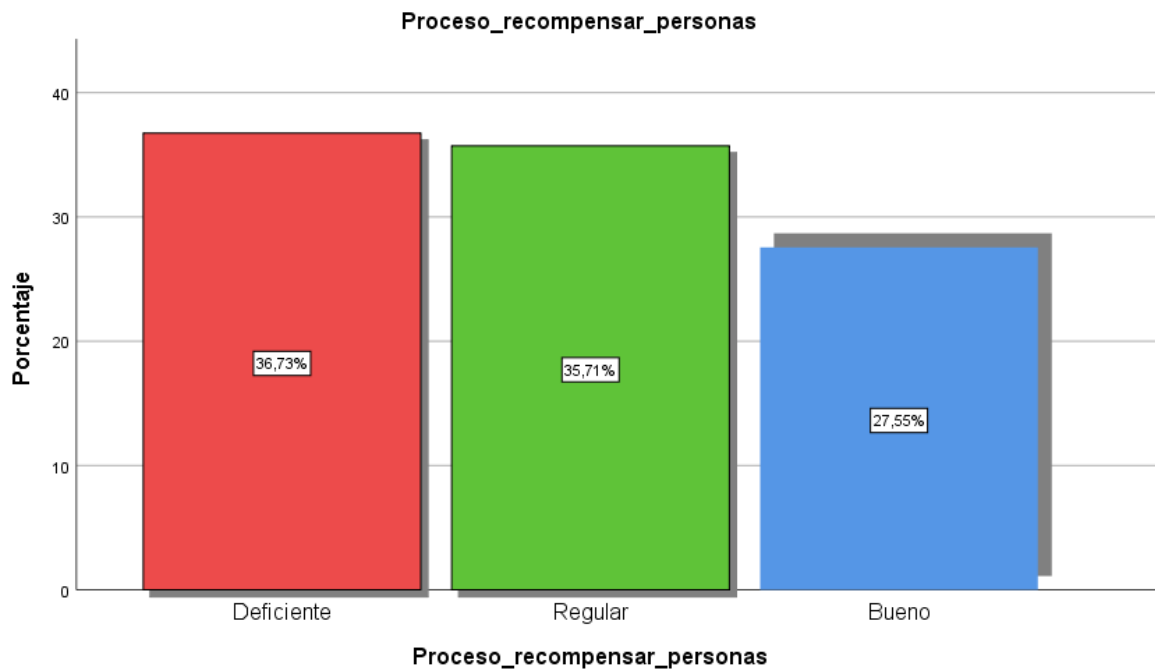 Proceso_recompensar_personas
Porcentaje
40
30
20
10
0
36,73%
35,71%
27,55%
Deficiente
Regular
Bueno
Proceso_recompensar_personas